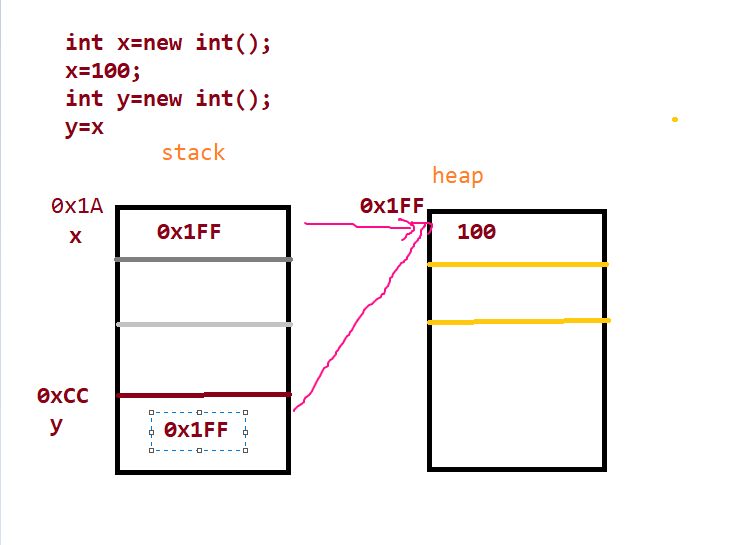 int x=new int();
x=100;
int y=new int();
y=x
stack
heap
0x1A
x
0x1FF
0x1FF
100
0xCC
y
0x1FF